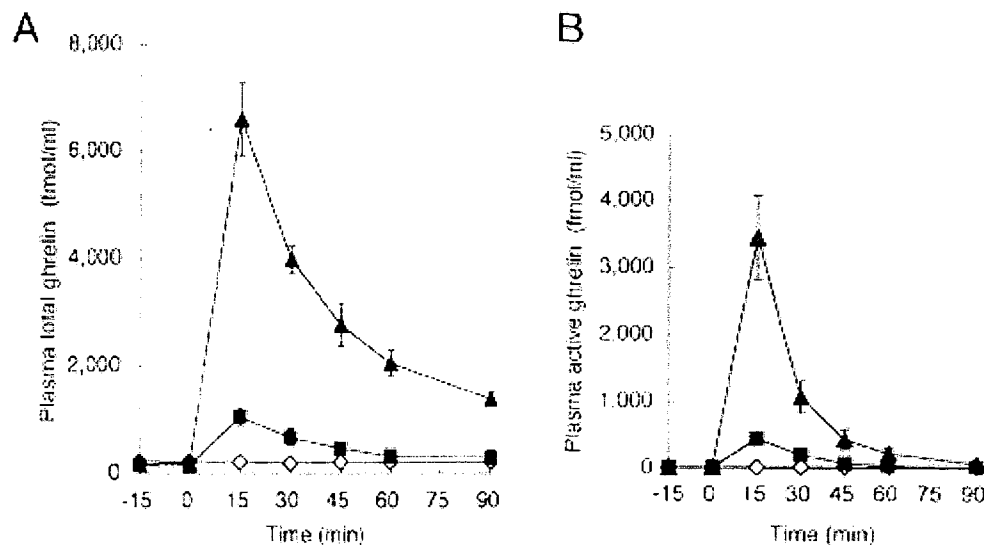 A
8,000
6,000
4,000
2,000
0
Plasma total ghrelin (fmol/ml)
-15 0 15 30 45 60 75 90
Time (min)
B
5,000
4,000
3,000
2,000
1,000
0
Plasma active ghrelin (fmol/ml)
-15 0 15 30 45 60 75 90
Time (min)